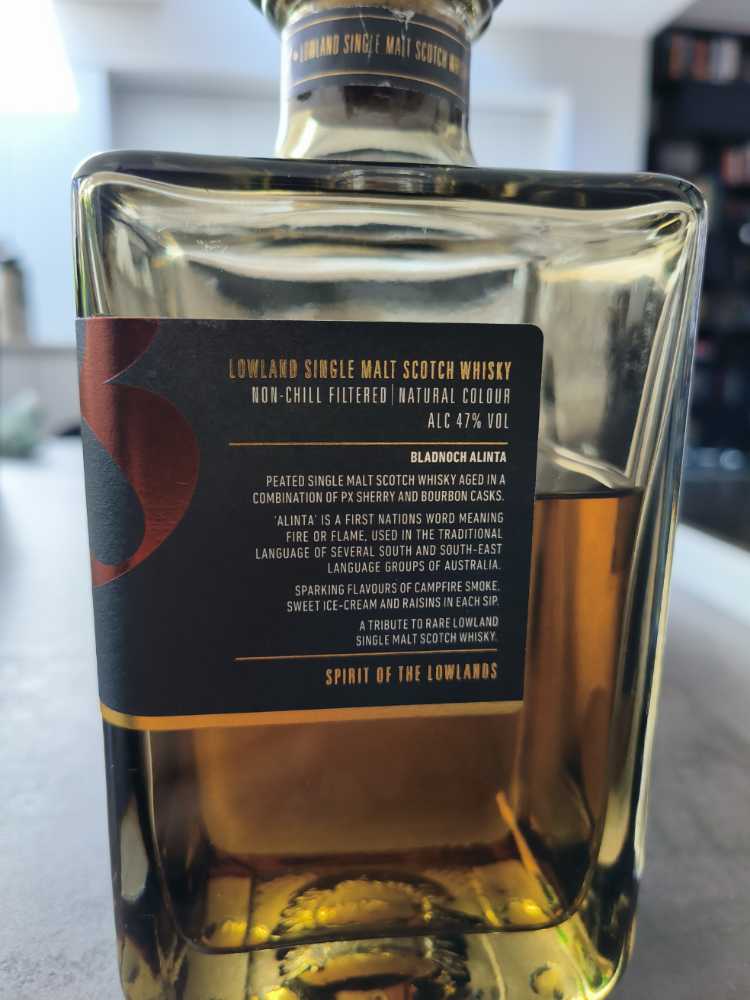 • LOWLAND SINGLE MALT SCOTCH
LOWLAND SINGLE MALT SCOTCH WHISKY
NON-CHILL FILTERED | NATURAL COLOUR
ALC 47% VOL
BLADNOCH ALINTA
PEATED SINGLE MALT SCOTCH WHISKY AGED IN A
COMBINATION OF PX SHERRY AND BOURBON CASKS.
'ALINTA' IS A FIRST NATIONS WORD MEANING
FIRE OR FLAME, USED IN THE TRADITIONAL
LANGUAGE OF SEVERAL SOUTH AND SOUTH-EAST
LANGUAGE GROUPS OF AUSTRALIA.
SPARKING FLAVOURS OF CAMPFIRE SMOKE,
SWEET ICE-CREAM AND RAISINS IN EACH SIP.
A TRIBUTE TO RARE LOWLAND
SINGLE MALT SCOTCH WHISKY.
SPIRIT OF THE LOWLANDS